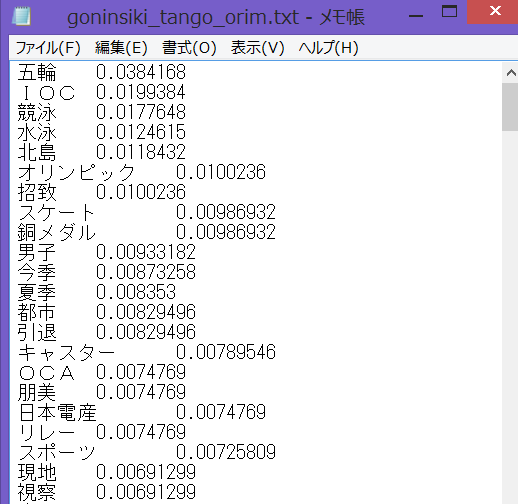 goninsiki_tango_orim.txt - メモ帳
ファイル(F) 編集(E) 書式(O) 表示(V) ヘルプ(H)
五輪 0.0384168
ＩＯＣ 0.0199384
競泳 0.0177648
水泳 0.0124615
北島 0.0118432
オリンピック 0.0100236
招致 0.0100236
スケート 0.00986932
銅メダル 0.00986932
男子 0.00933182
今季 0.00873258
夏季 0.008353
都市 0.00829496
引退 0.00829496
キャスター 0.00789546
ＯＣＡ 0.0074769
朋美 0.0074769
日本電産 0.0074769
リレー 0.0074769
スポーツ 0.00725809
現地 0.00691299
視察 0.00691299